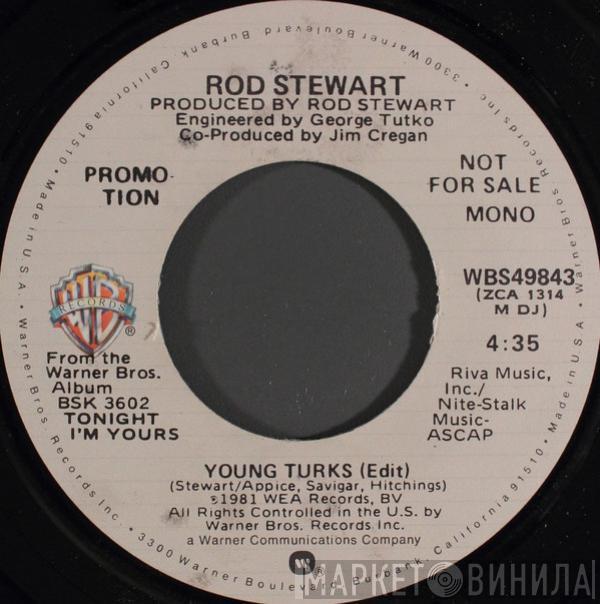 ROD STEWART
PRODUCED BY ROD STEWART
Engineered by George Tutko
Co-Produced by Jim Cregan
PROMO-
TION
NOT
FOR SALE
MONO
WBS49843
(ZCA 1314
M DJ)
4:35
Riva Music,
Inc./
Nite-Stalk
Music-
ASCAP
WB
RECORDS
®
From the
Warner Bros.
Album
BSK 3602
TONIGHT
I'M YOURS
YOUNG TURKS (Edit)
(Stewart/Appice, Savigar, Hitchings)
℗1981 WEA Records, BV
All Rights Controlled in the U.S. by
Warner Bros. Records Inc.
a Warner Communications Company
®
Warner Bros. Records Inc. • 3300 Warner Boulevard, Burbank, California 91510 • Made in U.S.A. • Warner Bros. Records Inc. • 3300 Warner Boulevard, Burbank, California 91510 • Made in U.S.A. •
МАРКЕТ ВИНИЛА